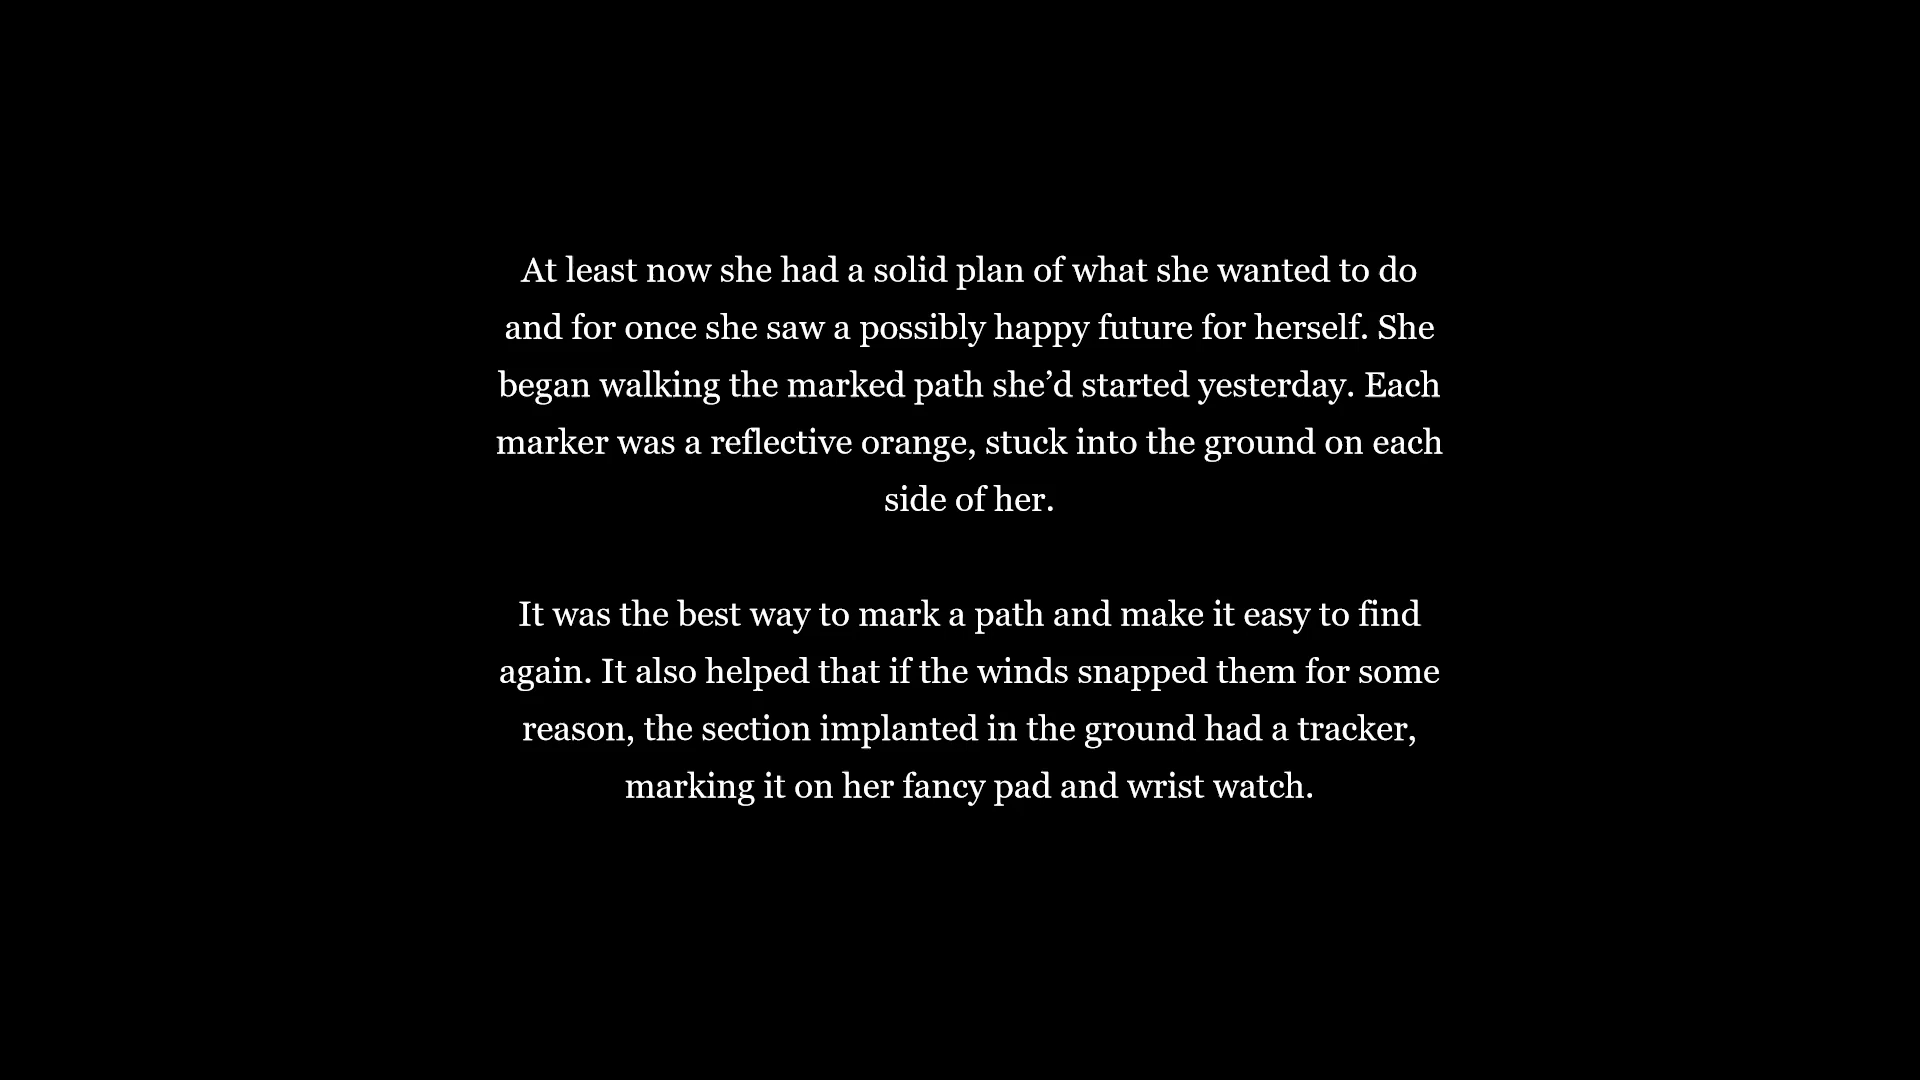 At least now she had a solid plan of what she wanted to do
and for once she saw a possibly happy future for herself. She
began walking the marked path she’d started yesterday. Each
marker was a reflective orange, stuck into the ground on each
side of her.
It was the best way to mark a path and make it easy to find
again. It also helped that if the winds snapped them for some
reason, the section implanted in the ground had a tracker,
marking it on her fancy pad and wrist watch.